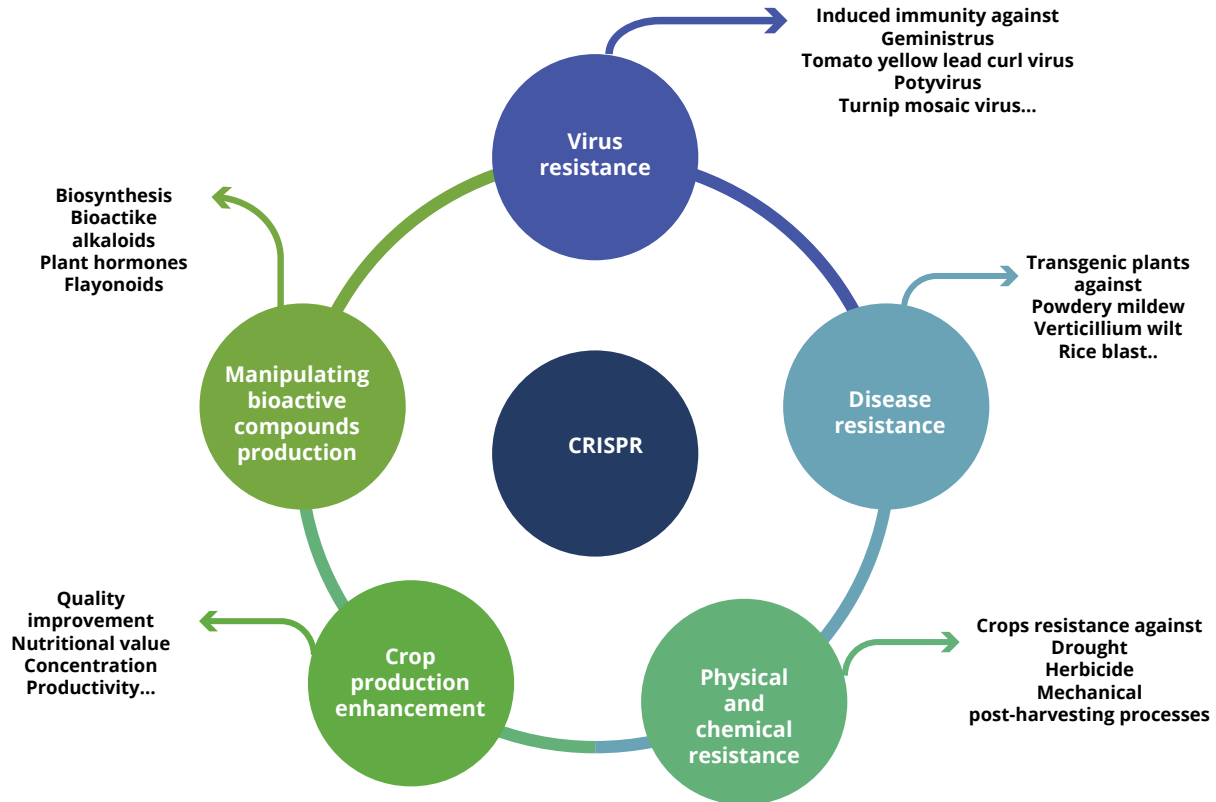 Induced immunity against
Geministrus
Tomato yellow lead curl virus
Potyvirus
Turnip mosaic virus...
Virus
resistance
Biosynthesis
Bioactike
alkaloids
Plant hormones
Flayonoids
Transgenic plants
against
Powdery mildew
Verticillium wilt
Rice blast..
Manipulating
bioactive
compounds
production
CRISPR
Disease
resistance
Quality
improvement
Nutritional value
Concentration
Productivity...
Crop
production
enhancement
Physical
and
chemical
resistance
Crops resistance against
Drought
Herbicide
Mechanical
post-harvesting processes